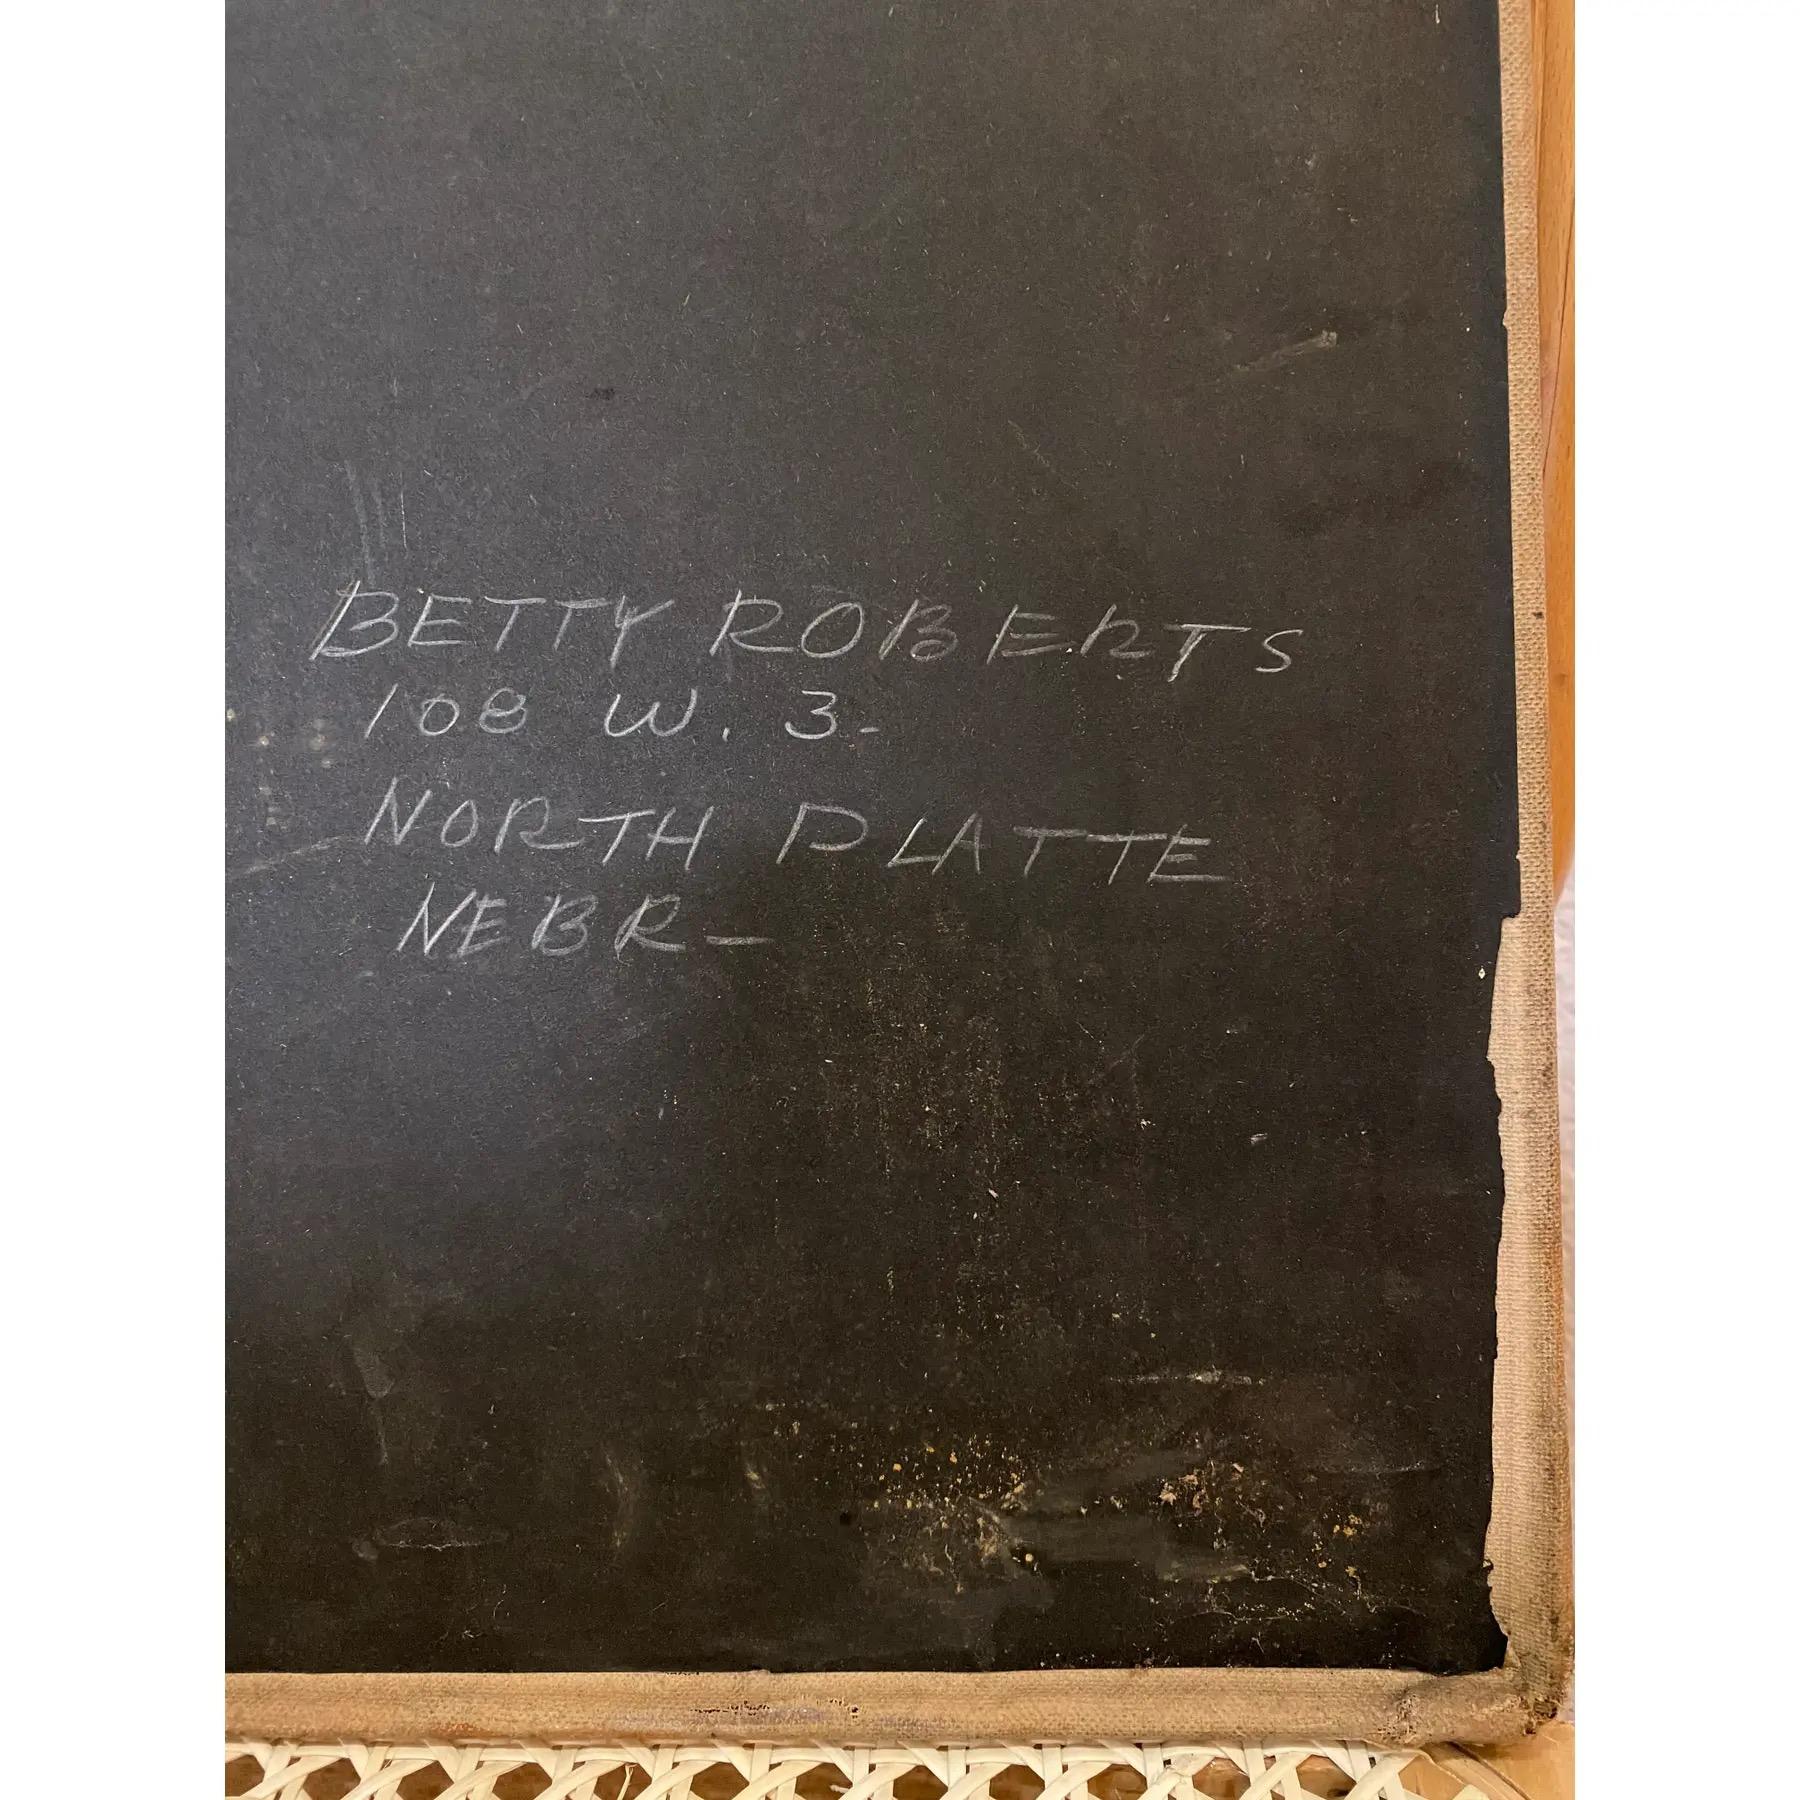 BETTY ROBERTS
108 W. 3-
NORTH PLATTE
NEBR-